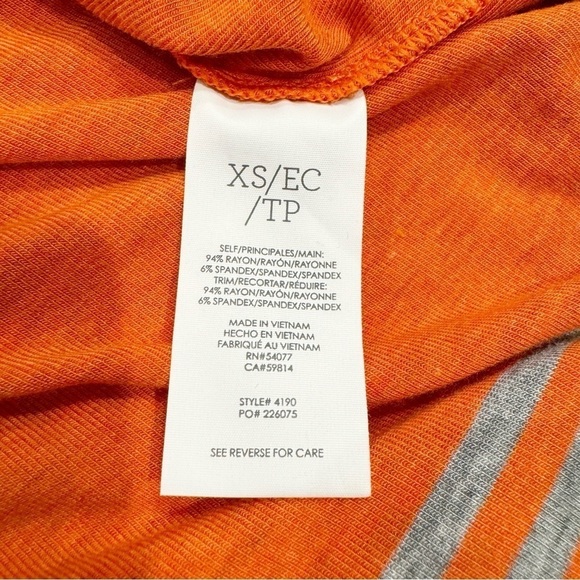 XS/EC
/TP
SELF/PRINCIPALES/MAIN:
94% RAYON/RAYÓN/RAYONNE
6% SPANDEX/SPANDEX/SPANDEX
TRIM/RECORTAR/RÉDUIRE:
94% RAYON/RAYÓN/RAYONNE
6% SPANDEX/SPANDEX/SPANDEX
MADE IN VIETNAM
HECHO EN VIETNAM
FABRIQUÉ AU VIETNAM
RN#54077
CA#59814
STYLE# 4190
PO# 226075
SEE REVERSE FOR CARE